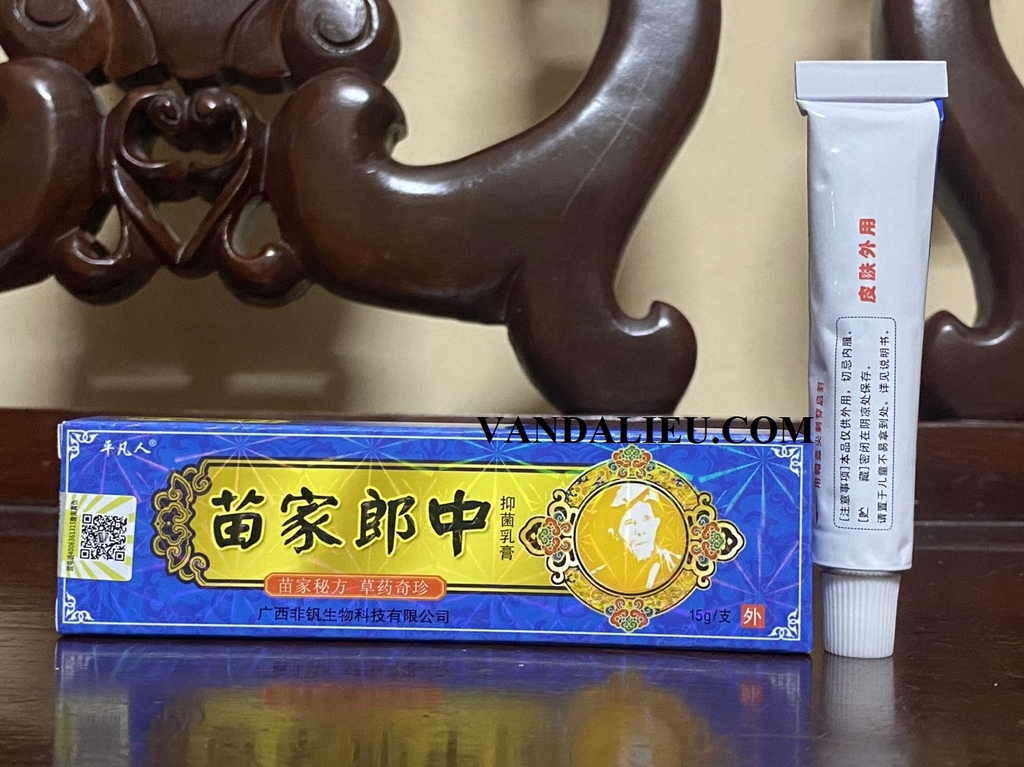 平凡人®
苗家郎中
抑菌乳膏
苗家秘方 草药奇珍
广西非钒生物科技有限公司
15g/支
外
VANDALIEU.COM
皮肤外用
[注意事项]本品仅供外用，切忌内服。
[贮 藏]密闭在阴凉处保存。
请置于儿童不易拿到处。详见说明书。